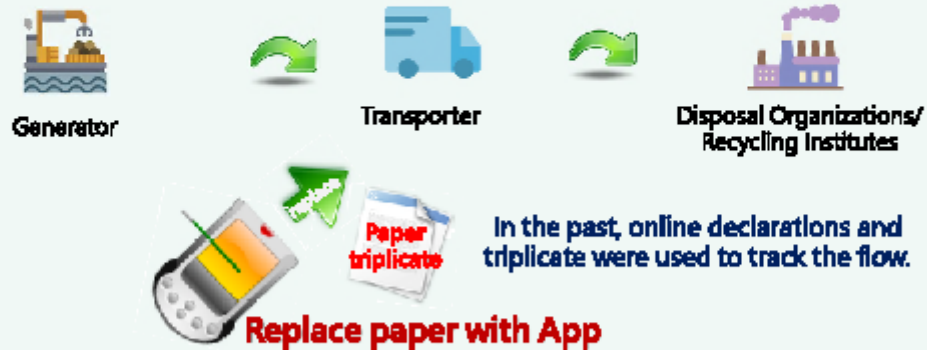 Generator
Transporter
Disposal Organizations/
Recycling Institutes
Replace
Paper
triplicate
In the past, online declarations and
triplicate were used to track the flow.
Replace paper with App